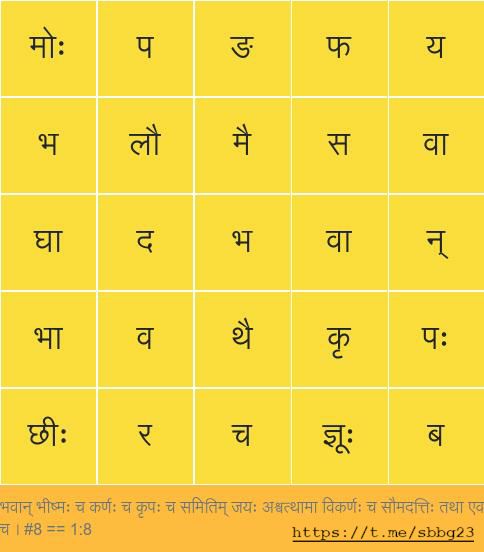 मोः प ङ फ य
भ लौ मै स वा
घा द भ वा न्
भा व थै कृ पः
छीः र च ज्ञूः ब
भवान् भीष्मः च कर्णः च कृपः च समितिम् जयः अश्वत्थामा विकर्णः च सौमदत्तिः तथा एव
च । #8 == 1:8
https://t.me/sbbg23